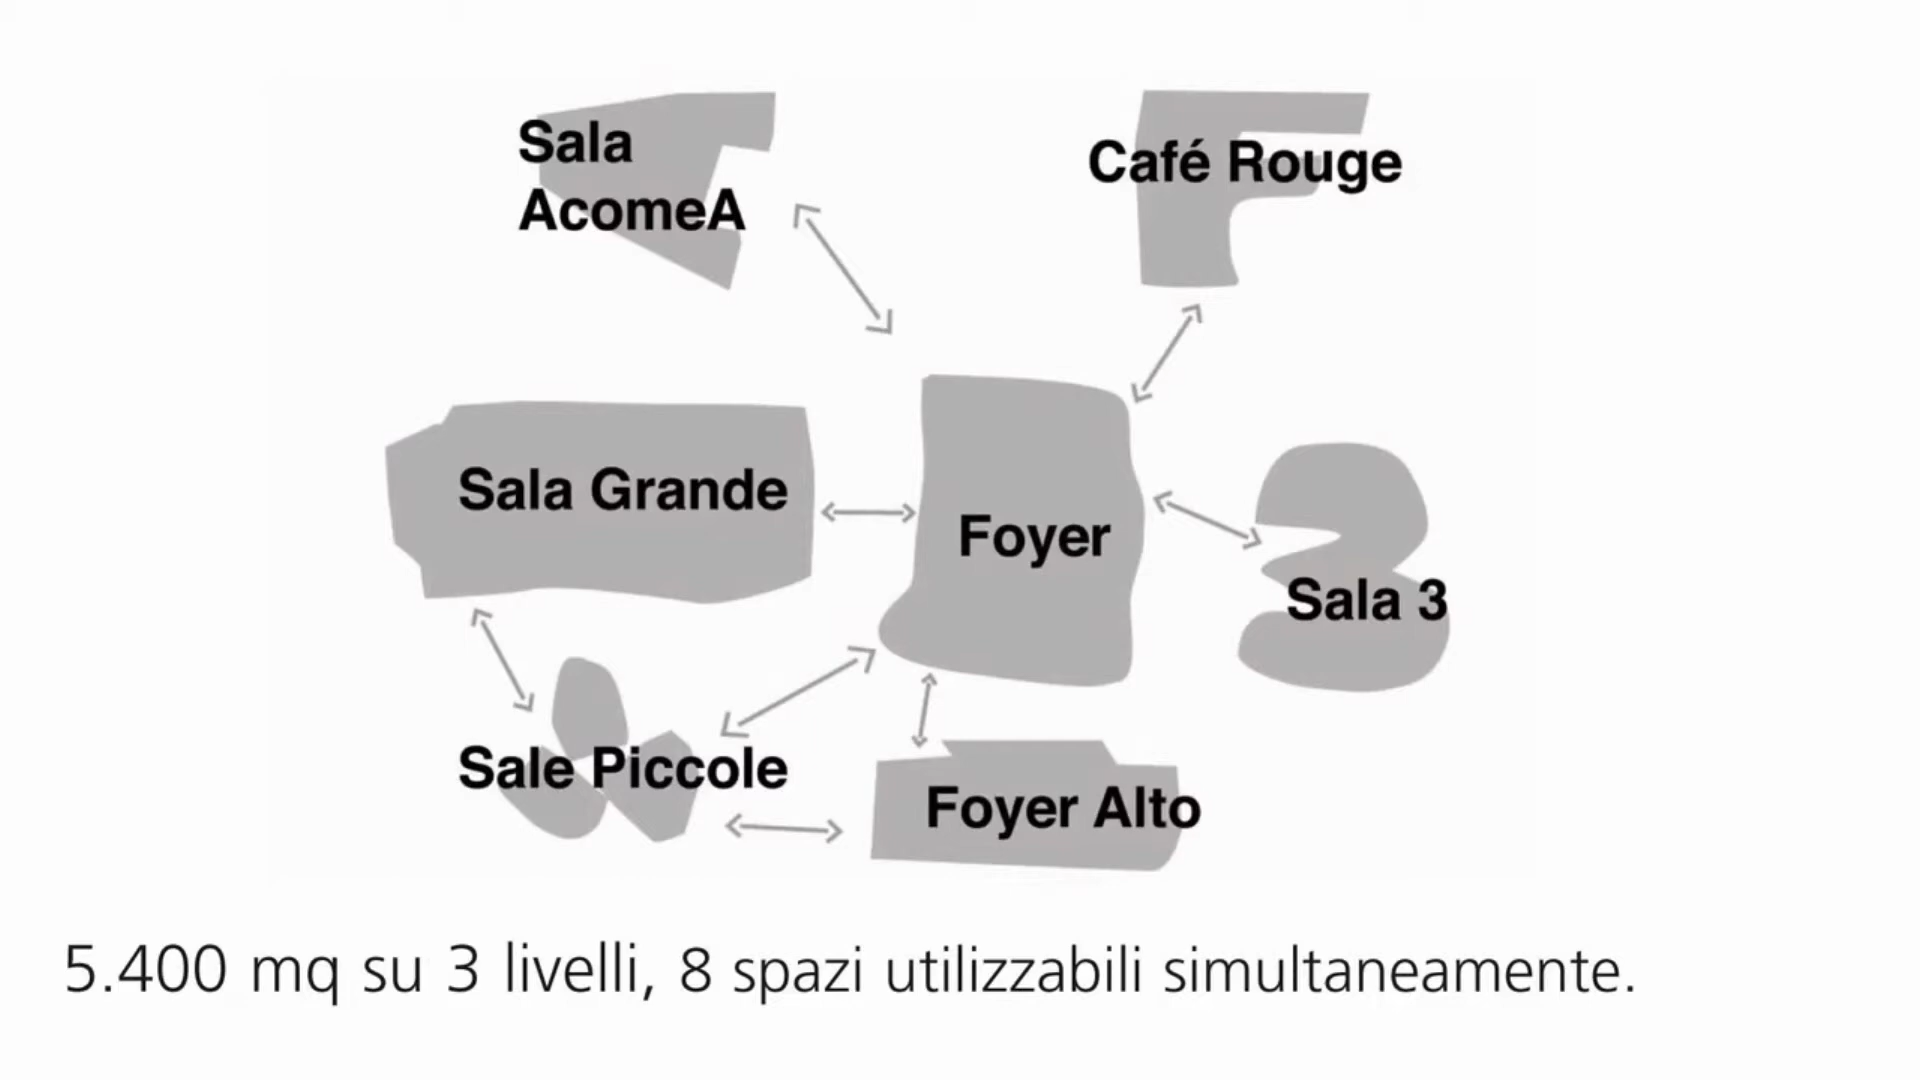 Sala
AcomeA
Café Rouge
Sala Grande
Foyer
Sala 3
Sale Piccole
Foyer Alto
5.400 mq su 3 livelli, 8 spazi utilizzabili simultaneamente.